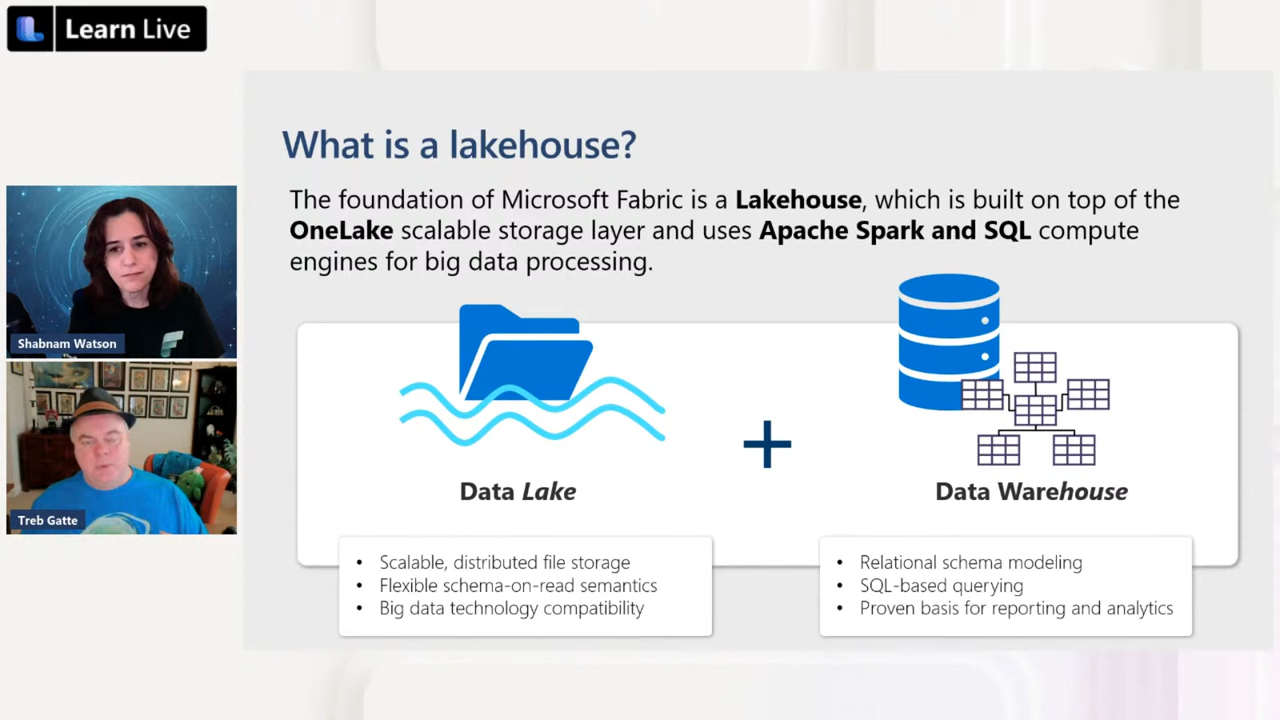 Learn Live
What is a lakehouse?
The foundation of Microsoft Fabric is a Lakehouse, which is built on top of the
OneLake scalable storage layer and uses Apache Spark and SQL compute
engines for big data processing.
Shabnam Watson
Treb Gatte
+
Data Lake
Data Warehouse
• Scalable, distributed file storage
• Flexible schema-on-read semantics
• Big data technology compatibility
• Relational schema modeling
• SQL-based querying
• Proven basis for reporting and analytics